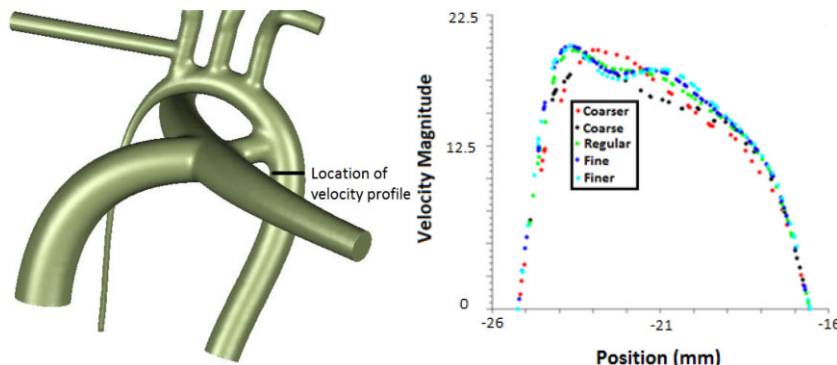 Location of
velocity profile
Velocity Magnitude
22.5
12.5
0
Coarser
Coarse
Regular
Fine
Finer
-26
-21
-16
Position (mm)